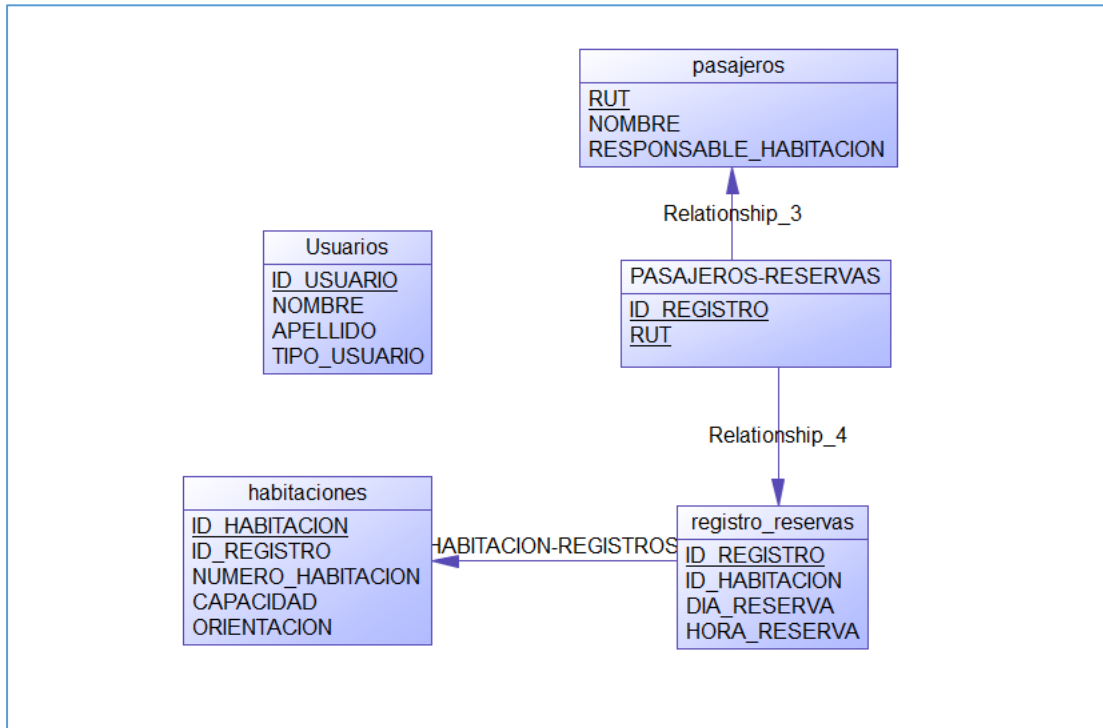 pasajeros
RUT
NOMBRE
RESPONSABLE_HABITACION
Relationship_3
Usuarios
ID_USUARIO
NOMBRE
APELLIDO
TIPO_USUARIO
PASAJEROS-RESERVAS
ID_REGISTRO
RUT
Relationship_4
habitaciones
ID_HABITACION
ID_REGISTRO
NUMERO_HABITACION
CAPACIDAD
ORIENTACION
HABITACION-REGISTROS
registro_reservas
ID_REGISTRO
ID_HABITACION
DIA_RESERVA
HORA_RESERVA